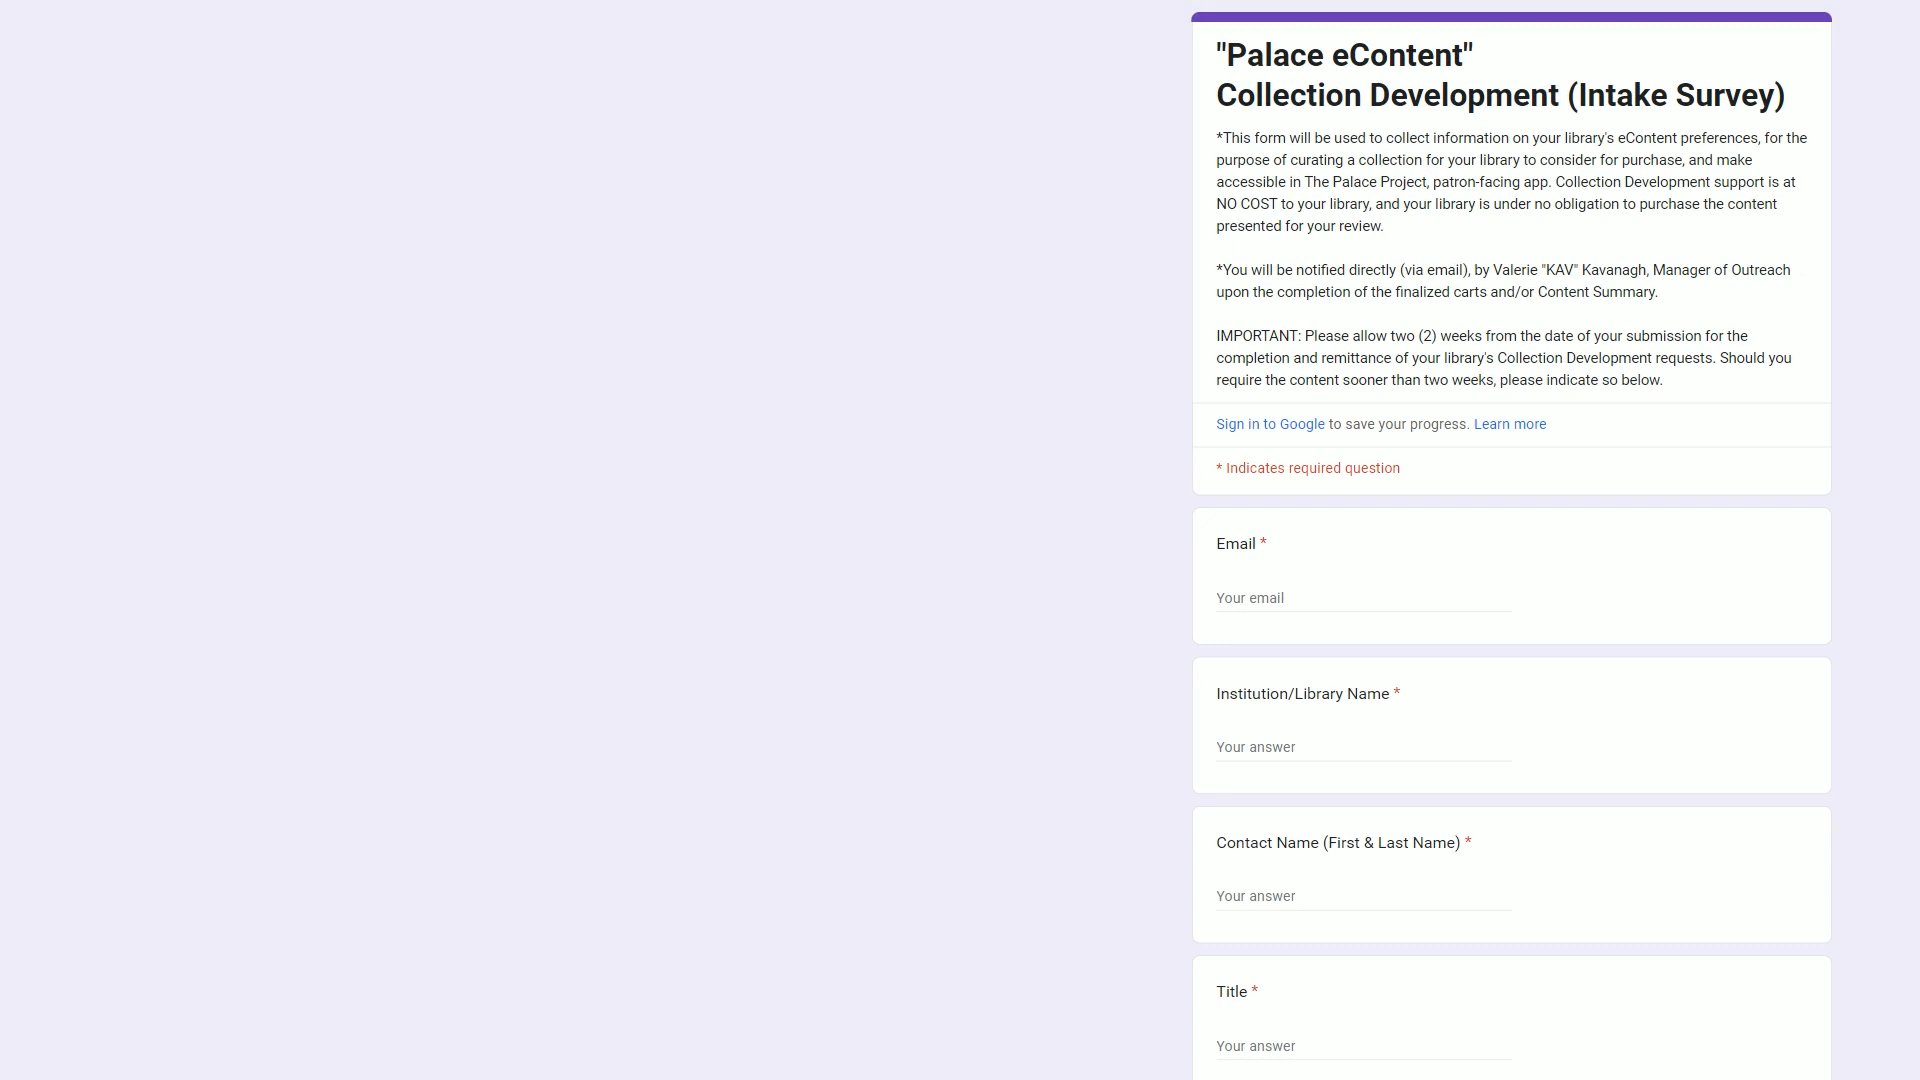 "Palace eContent"
Collection Development (Intake Survey)
*This form will be used to collect information on your library's eContent preferences, for the
purpose of curating a collection for your library to consider for purchase, and make
accessible in The Palace Project, patron-facing app. Collection Development support is at
NO COST to your library, and your library is under no obligation to purchase the content
presented for your review.
*You will be notified directly (via email), by Valerie "KAV" Kavanagh, Manager of Outreach
upon the completion of the finalized carts and/or Content Summary.
IMPORTANT: Please allow two (2) weeks from the date of your submission for the
completion and remittance of your library's Collection Development requests. Should you
require the content sooner than two weeks, please indicate so below.
Sign in to Google to save your progress. Learn more
* Indicates required question
Email *
Your email
Institution/Library Name *
Your answer
Contact Name (First & Last Name) *
Your answer
Title *
Your answer